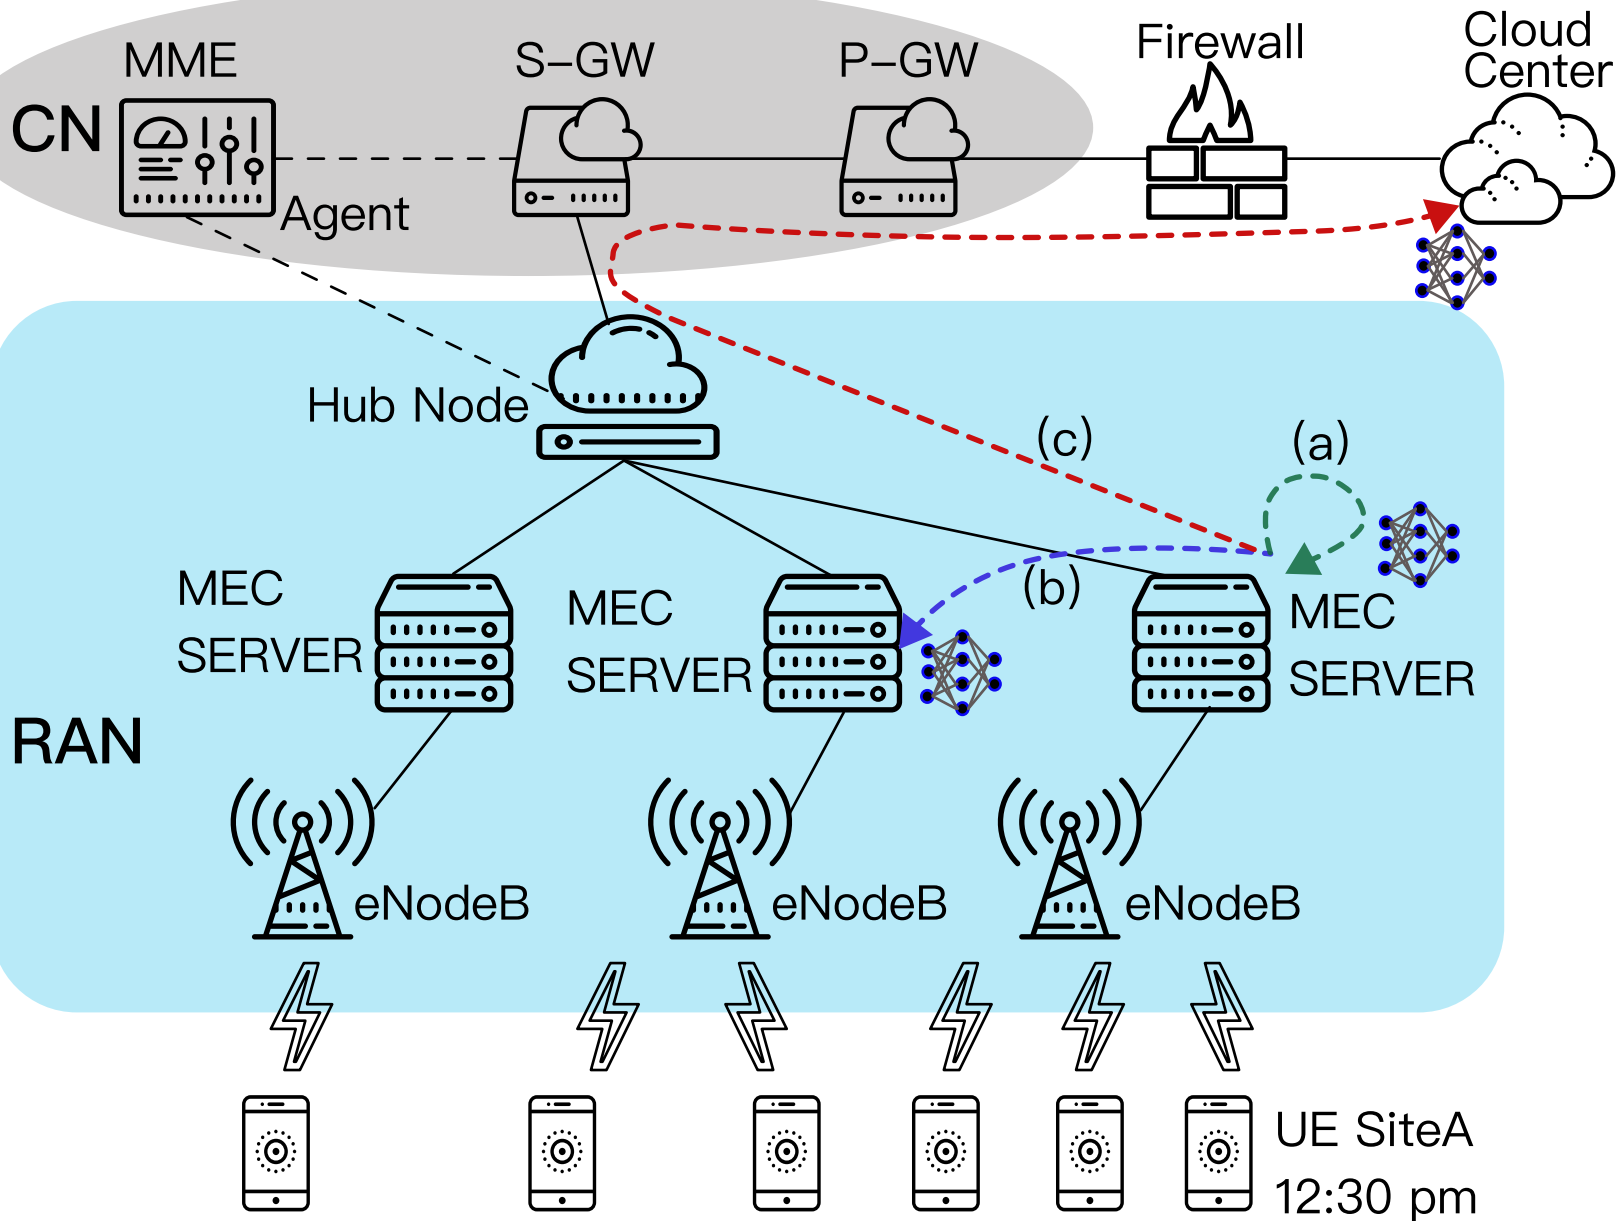 MME
S-GW
P-GW
Firewall
Cloud
Center
CN
Agent
Hub Node
(c)
(a)
(b)
MEC
SERVER
MEC
SERVER
MEC
SERVER
RAN
eNodeB
eNodeB
eNodeB
UE SiteA
12:30 pm